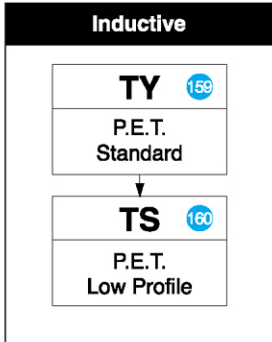 Inductive
TY 159
P.E.T.
Standard
TS 160
P.E.T.
Low Profile